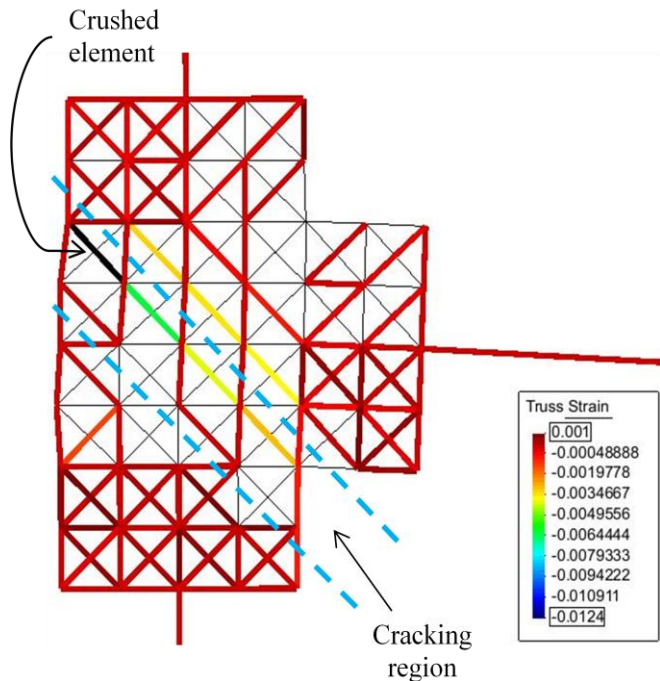 Crushed
element
Truss Strain
0.001
-0.00048888
-0.0019778
-0.0034667
-0.0049556
-0.0064444
-0.0079333
-0.0094222
-0.010911
-0.0124
Cracking
region